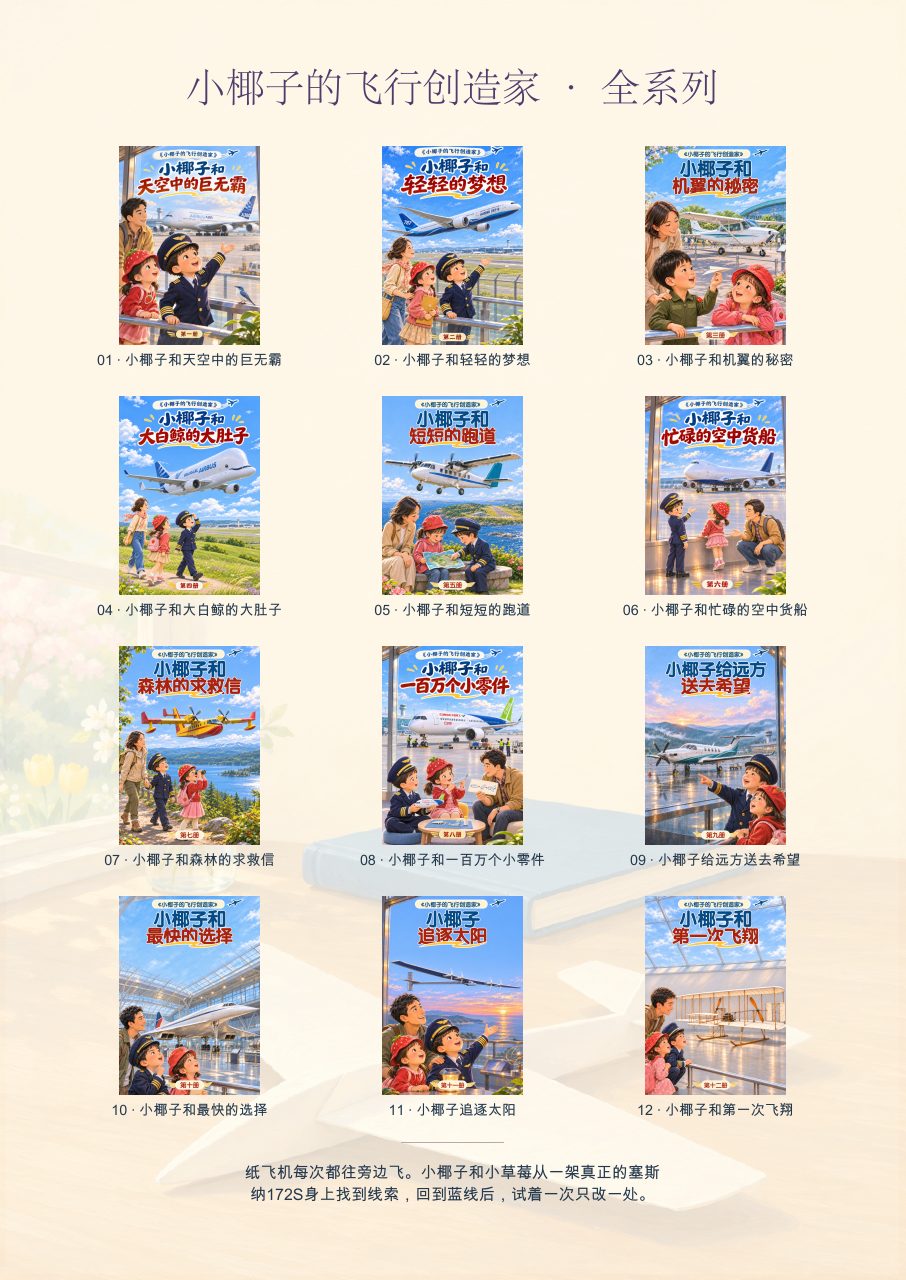 小椰子的飞行创造家 · 全系列
《小椰子的飞行创造家》
小椰子和
天空中的巨无霸
第一册
《小椰子的飞行创造家》
小椰子和
轻轻的梦想
第二册
《小椰子的飞行创造家》
小椰子和
机翼的秘密
第三册
01 · 小椰子和天空中的巨无霸
02 · 小椰子和轻轻的梦想
03 · 小椰子和机翼的秘密
《小椰子的飞行创造家》
小椰子和
大白鲸的大肚子
AIRBUS
第四册
《小椰子的飞行创造家》
小椰子和
短短的跑道
第五册
《小椰子的飞行创造家》
小椰子和
忙碌的空中货船
第六册
04 · 小椰子和大白鲸的大肚子
05 · 小椰子和短短的跑道
06 · 小椰子和忙碌的空中货船
《小椰子的飞行创造家》
小椰子和
森林的求救信
第七册
《小椰子的飞行创造家》
小椰子和
一百万个小零件
第八册
《小椰子的飞行创造家》
小椰子给远方
送去希望
第九册
07 · 小椰子和森林的求救信
08 · 小椰子和一百万个小零件
09 · 小椰子给远方送去希望
《小椰子的飞行创造家》
小椰子和
最快的选择
第十册
《小椰子的飞行创造家》
小椰子
追逐太阳
第十一册
《小椰子的飞行创造家》
小椰子和
第一次飞翔
第十二册
10 · 小椰子和最快的选择
11 · 小椰子追逐太阳
12 · 小椰子和第一次飞翔
纸飞机每次都往旁边飞。小椰子和小草莓从一架真正的塞斯
纳172S身上找到线索，回到蓝线后，试着一次只改一处。